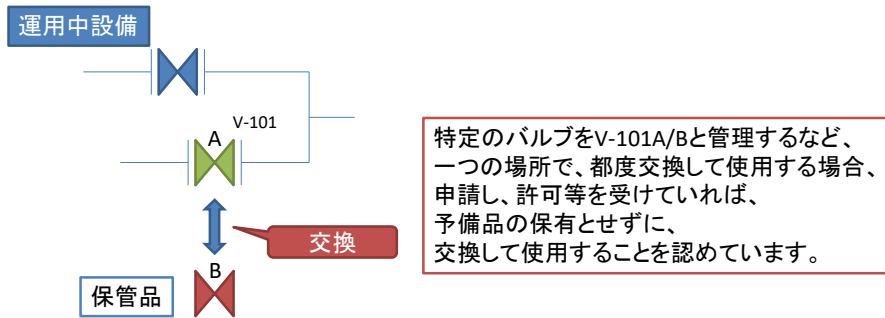 運用中設備
V-101
A
特定のバルブをV-101A/Bと管理するなど、
一つの場所で、都度交換して使用する場合、
申請し、許可等を受けていれば、
予備品の保有とせずに、
交換して使用することを認めています。
交換
B
保管品